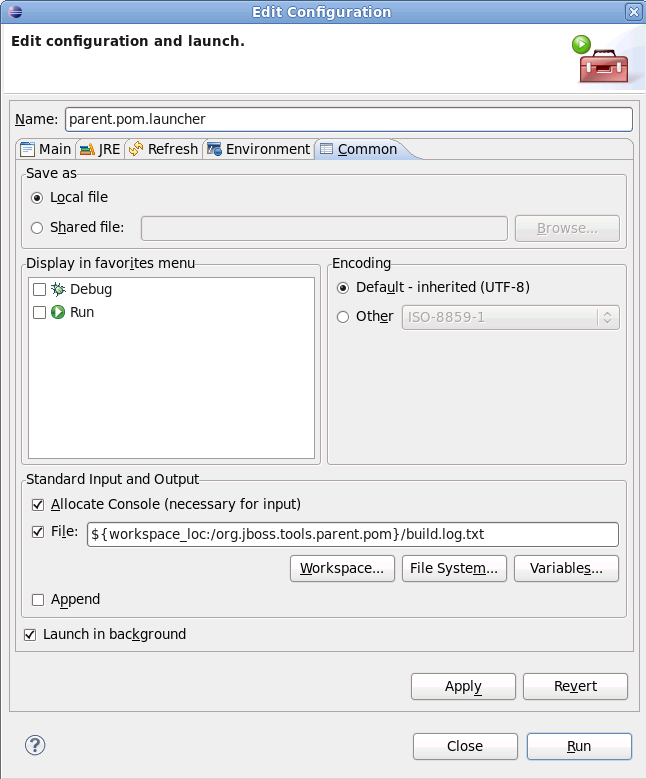 Edit Configuration
Edit configuration and launch.
Name: parent.pom.launcher
Main JRE Refresh Environment Common
Save as
Local file
Shared file: Browse...
Display in favorites menu
Debug
Run
Encoding
Default - inherited (UTF-8)
Other ISO-8859-1
Standard Input and Output
Allocate Console (necessary for input)
File: ${workspace_loc:/org.jboss.tools.parent.pom}/build.log.txt
Workspace... File System... Variables...
Append
Launch in background
Apply Revert
? Close Run